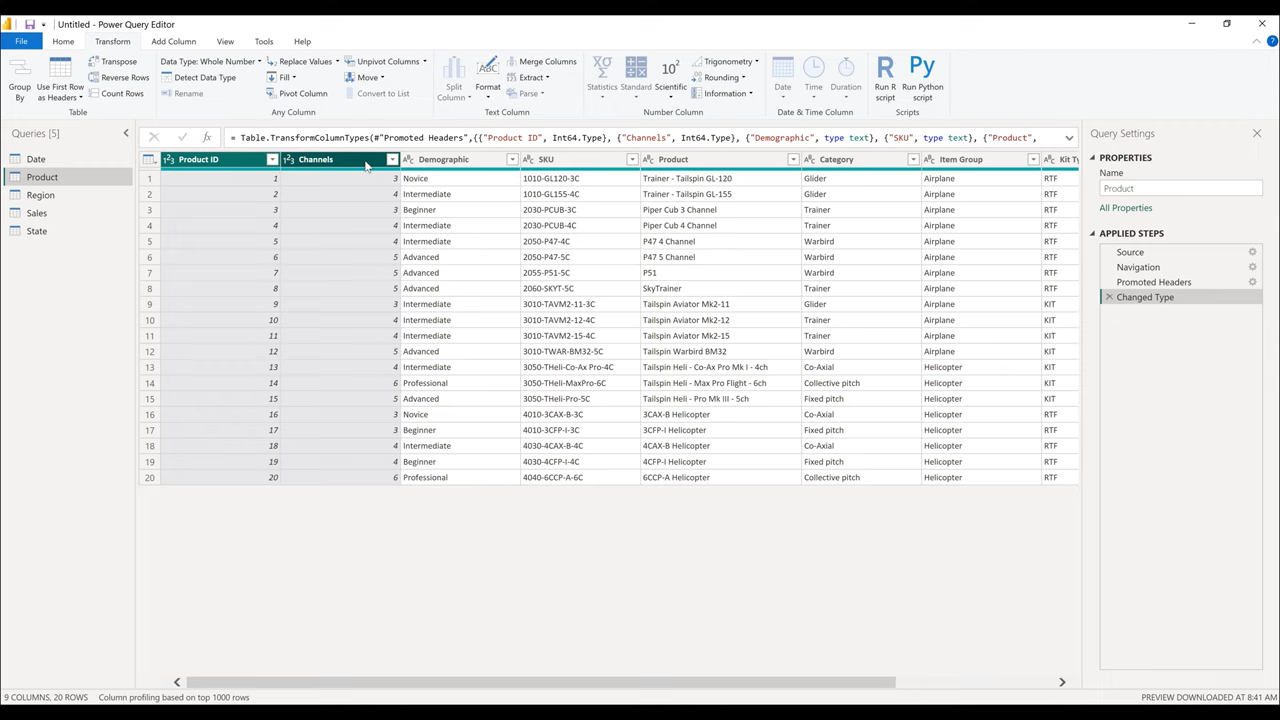 Untitled - Power Query Editor
File Home Transform Add Column View Tools Help
Group By
Use First Row as Headers
Transpose
Reverse Rows
Count Rows
Data Type: Whole Number
Detect Data Type
Rename
Replace Values
Fill
Pivot Column
Unpivot Columns
Move
Convert to List
Split Column
Format
Merge Columns
Extract
Parse
Statistics
Standard
Scientific
10²
Trigonometry
Rounding
Information
Date
Time
Duration
Run R script
Run Python script
Table Any Column Text Column Number Column Date & Time Column Scripts
Queries [5]
Date
Product
Region
Sales
State
= Table.TransformColumnTypes(#"Promoted Headers",{{"Product ID", Int64.Type}, {"Channels", Int64.Type}, {"Demographic", type text}, {"SKU", type text}, {"Product",
Product ID Channels Demographic SKU Product Category Item Group Kit Ty
1 1 3 Novice 1010-GL120-3C Trainer - Tailspin GL-120 Glider Airplane RTF
2 2 4 Intermediate 1010-GL155-4C Trainer - Tailspin GL-155 Glider Airplane RTF
3 3 3 Beginner 2030-PCUB-3C Piper Cub 3 Channel Trainer Airplane RTF
4 4 4 Intermediate 2030-PCUB-4C Piper Cub 4 Channel Trainer Airplane RTF
5 5 4 Intermediate 2050-P47-4C P47 4 Channel Warbird Airplane RTF
6 6 5 Advanced 2050-P47-5C P47 5 Channel Warbird Airplane RTF
7 7 5 Advanced 2055-P51-5C P51 Warbird Airplane RTF
8 8 5 Advanced 2060-SKYT-5C SkyTrainer Trainer Airplane RTF
9 9 3 Intermediate 3010-TAVM2-11-3C Tailspin Aviator Mk2-11 Glider Airplane KIT
10 10 4 Intermediate 3010-TAVM2-12-4C Tailspin Aviator Mk2-12 Trainer Airplane KIT
11 11 4 Intermediate 3010-TAVM2-15-4C Tailspin Aviator Mk2-15 Trainer Airplane KIT
12 12 5 Advanced 3010-TWAR-BM32-5C Tailspin Warbird BM32 Warbird Airplane KIT
13 13 4 Intermediate 3050-THeli-Co-Ax Pro-4C Tailspin Heli - Co-Ax Pro Mk I - 4ch Co-Axial Helicopter KIT
14 14 6 Professional 3050-THeli-MaxPro-6C Tailspin Heli - Max Pro Flight - 6ch Collective pitch Helicopter KIT
15 15 5 Advanced 3050-THeli-Pro-5C Tailspin Heli - Pro Mk III - 5ch Fixed pitch Helicopter KIT
16 16 3 Novice 4010-3CAX-B-3C 3CAX-B Helicopter Co-Axial Helicopter RTF
17 17 3 Beginner 4010-3CFP-I-3C 3CFP-I Helicopter Fixed pitch Helicopter RTF
18 18 4 Intermediate 4030-4CAX-B-4C 4CAX-B Helicopter Co-Axial Helicopter RTF
19 19 4 Beginner 4030-4CFP-I-4C 4CFP-I Helicopter Fixed pitch Helicopter RTF
20 20 6 Professional 4040-6CCP-A-6C 6CCP-A Helicopter Collective pitch Helicopter RTF
Query Settings
PROPERTIES
Name
Product
All Properties
APPLIED STEPS
Source
Navigation
Promoted Headers
Changed Type
9 COLUMNS, 20 ROWS Column profiling based on top 1000 rows PREVIEW DOWNLOADED AT 8:41 AM